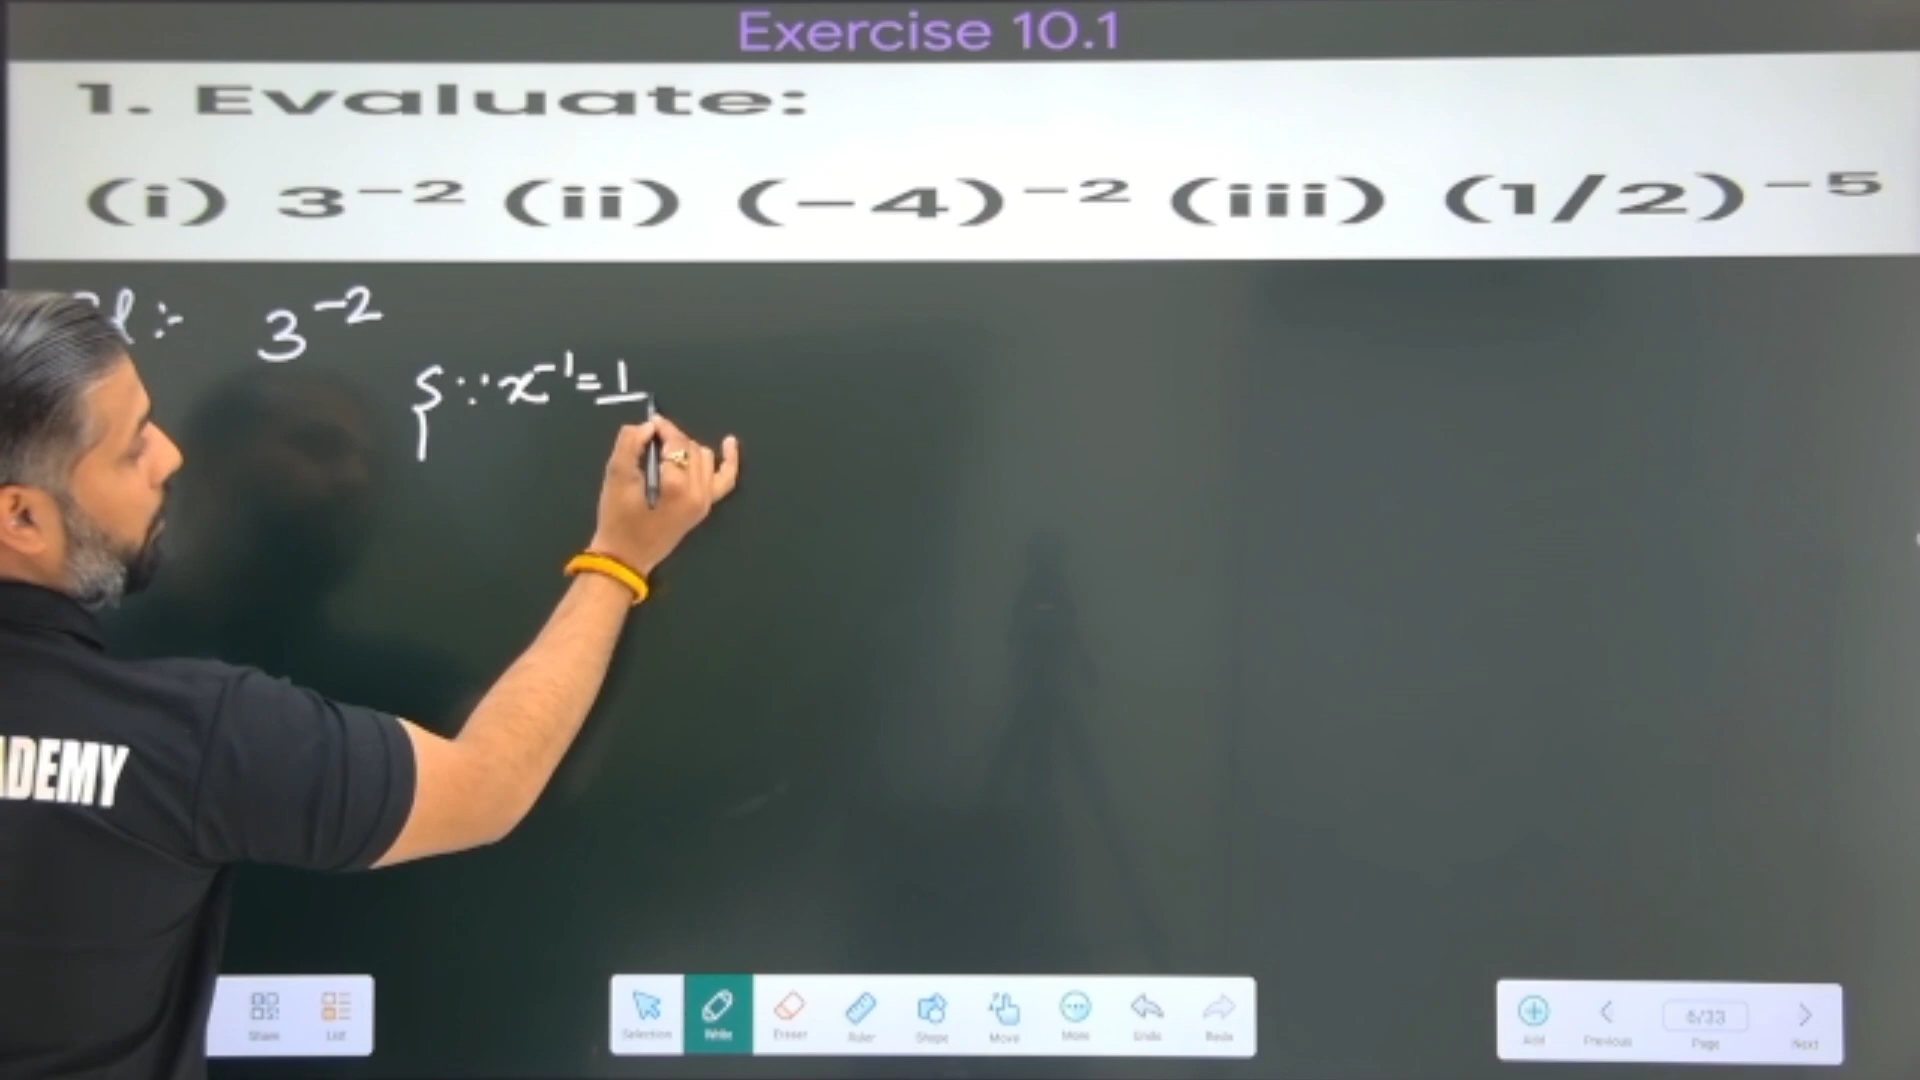 Exercise 10.1
1. Evaluate:
(i) 3⁻² (ii) (−4)⁻² (iii) (1/2)⁻⁵
3⁻²
{ ∵ x⁻¹ = 1
ADEMY
Share List
Selection Write Eraser Ruler Shape Move More Undo Redo
Add Previous 6/33 Page Next